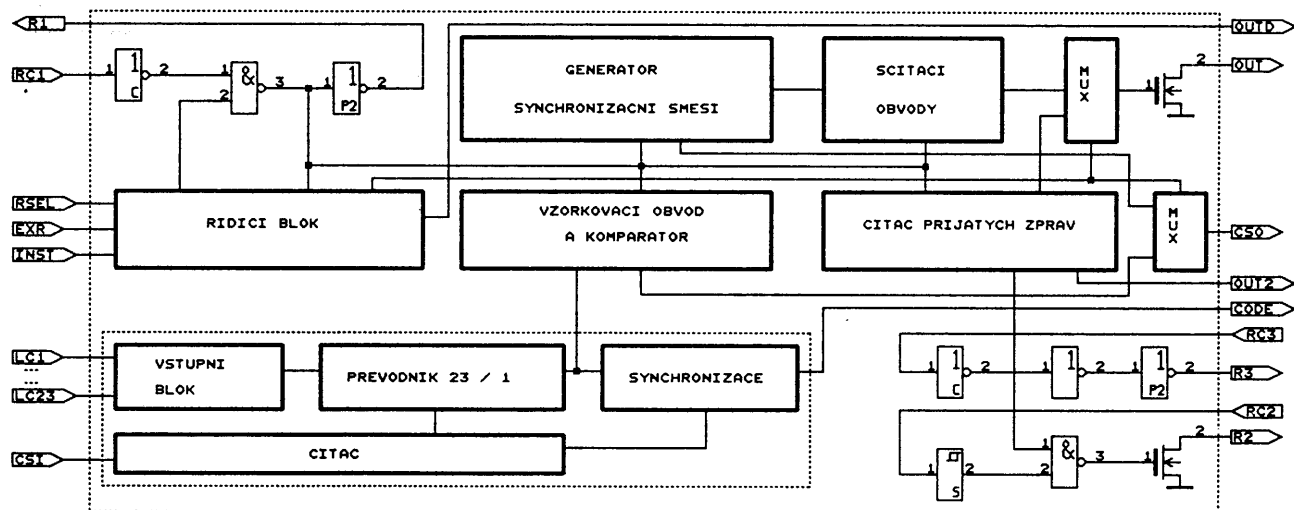 R1
OUTD
RC1
1
1
2
C
1
2
&
3
1
1
2
P2
GENERATOR
SYNCHRONIZACNI SMESI
SCITACI
OBVODY
MUX
1
2
OUT
RSEL
EXR
INST
RIDICI BLOK
VZORKOVACI OBVOD
A KOMPARATOR
CITAC PRIJATYCH ZPRAV
MUX
CSO
OUT2
CODE
LC1
...
LC23
VSTUPNI
BLOK
PREVODNIK 23 / 1
SYNCHRONIZACE
CSI
CITAC
RC3
1
1
2
C
1
1
2
1
1
2
P2
R3
RC2
1
2
S
1
2
&
3
1
2
R2